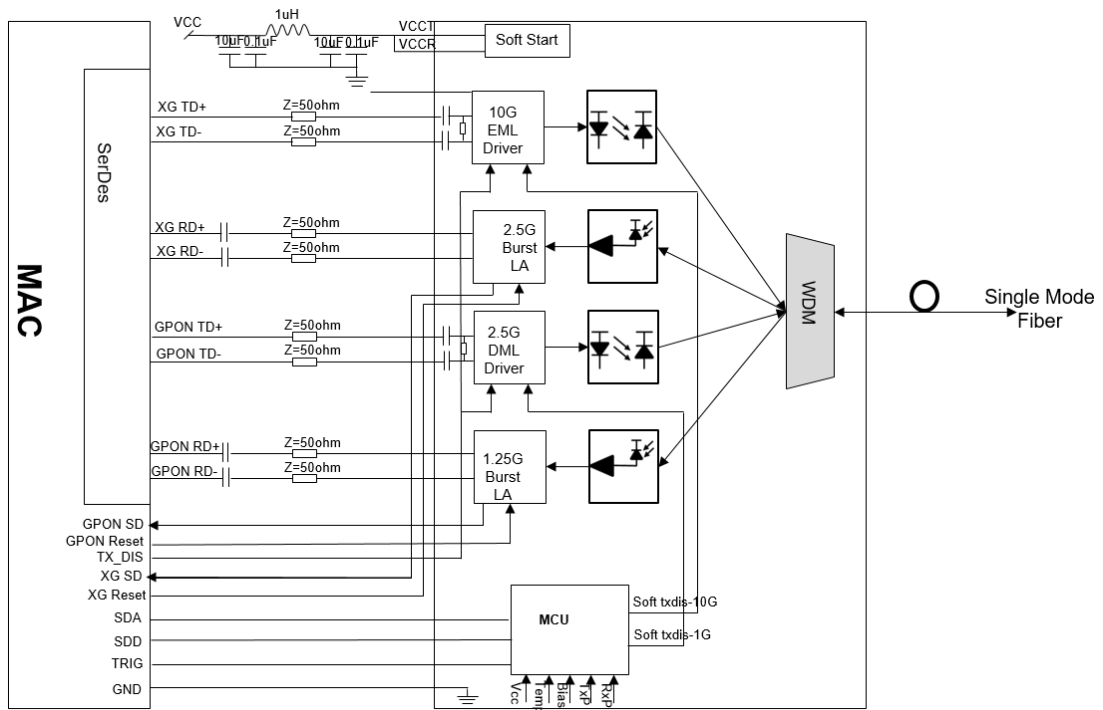 VCC
1uH
VCCT
VCCR
10uF
0.1uF
10uF
0.1uF
Soft Start
SerDes
MAC
XG TD+
Z=50ohm
XG TD-
Z=50ohm
10G
EML
Driver
XG RD+
Z=50ohm
XG RD-
Z=50ohm
2.5G
Burst
LA
GPON TD+
Z=50ohm
GPON TD-
Z=50ohm
2.5G
DML
Driver
GPON RD+
Z=50ohm
GPON RD-
Z=50ohm
1.25G
Burst
LA
WDM
Single Mode
Fiber
GPON SD
GPON Reset
TX_DIS
XG SD
XG Reset
SDA
SDD
TRIG
GND
MCU
Soft txdis-10G
Soft txdis-1G
Vcc
Temp
Bias
TxP
RxP